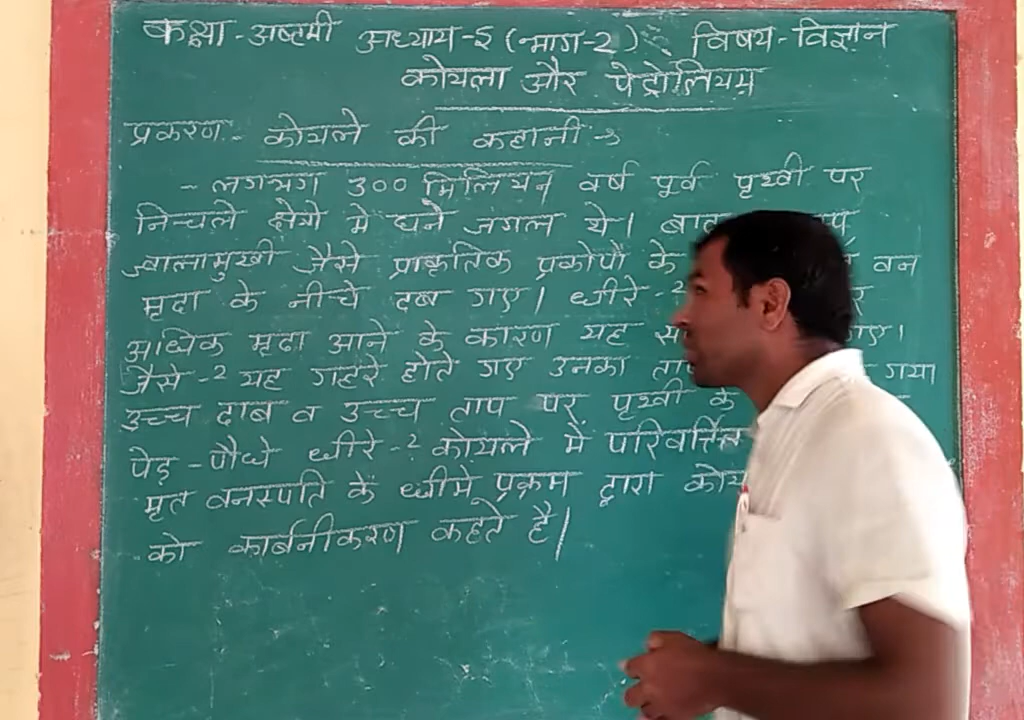 कक्षा - अष्टमी अध्याय-5 (भाग-2) विषय-विज्ञान
कोयला और पेट्रोलियम
प्रकरण - कोयले की कहानी →
- लगभग 300 मिलियन वर्ष पूर्व पृथ्वी पर
निचले क्षेत्रो मे घने जंगल थे।
ज्वालामुखी जैसे प्राकृतिक प्रकोपो के वन
मृदा के नीचे दब गए। धीरे-2
अधिक मृदा आने के कारण यह
जैसे-2 यह गहरे होते गए उनका गया
उच्च दाब व उच्च ताप पर पृथ्वी के
पेड़ - पौधे धीरे-2 कोयले में परिवर्तित
मृत वनस्पति के धीमे प्रक्रम द्वारा
को कार्बनीकरण कहते है।